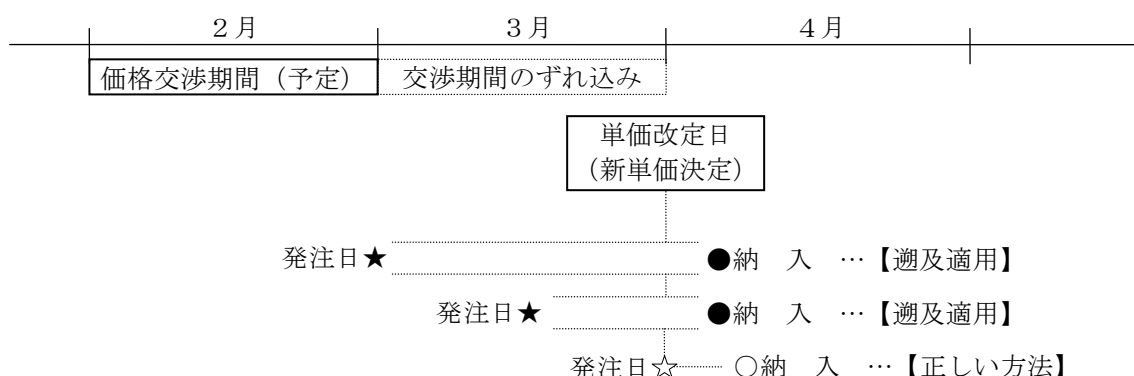 ２月 ３月 ４月
価格交渉期間（予定） 交渉期間のずれ込み
単価改定日
（新単価決定）
発注日★ ●納　入　…【遡及適用】
発注日★ ●納　入　…【遡及適用】
発注日☆ ○納　入　…【正しい方法】